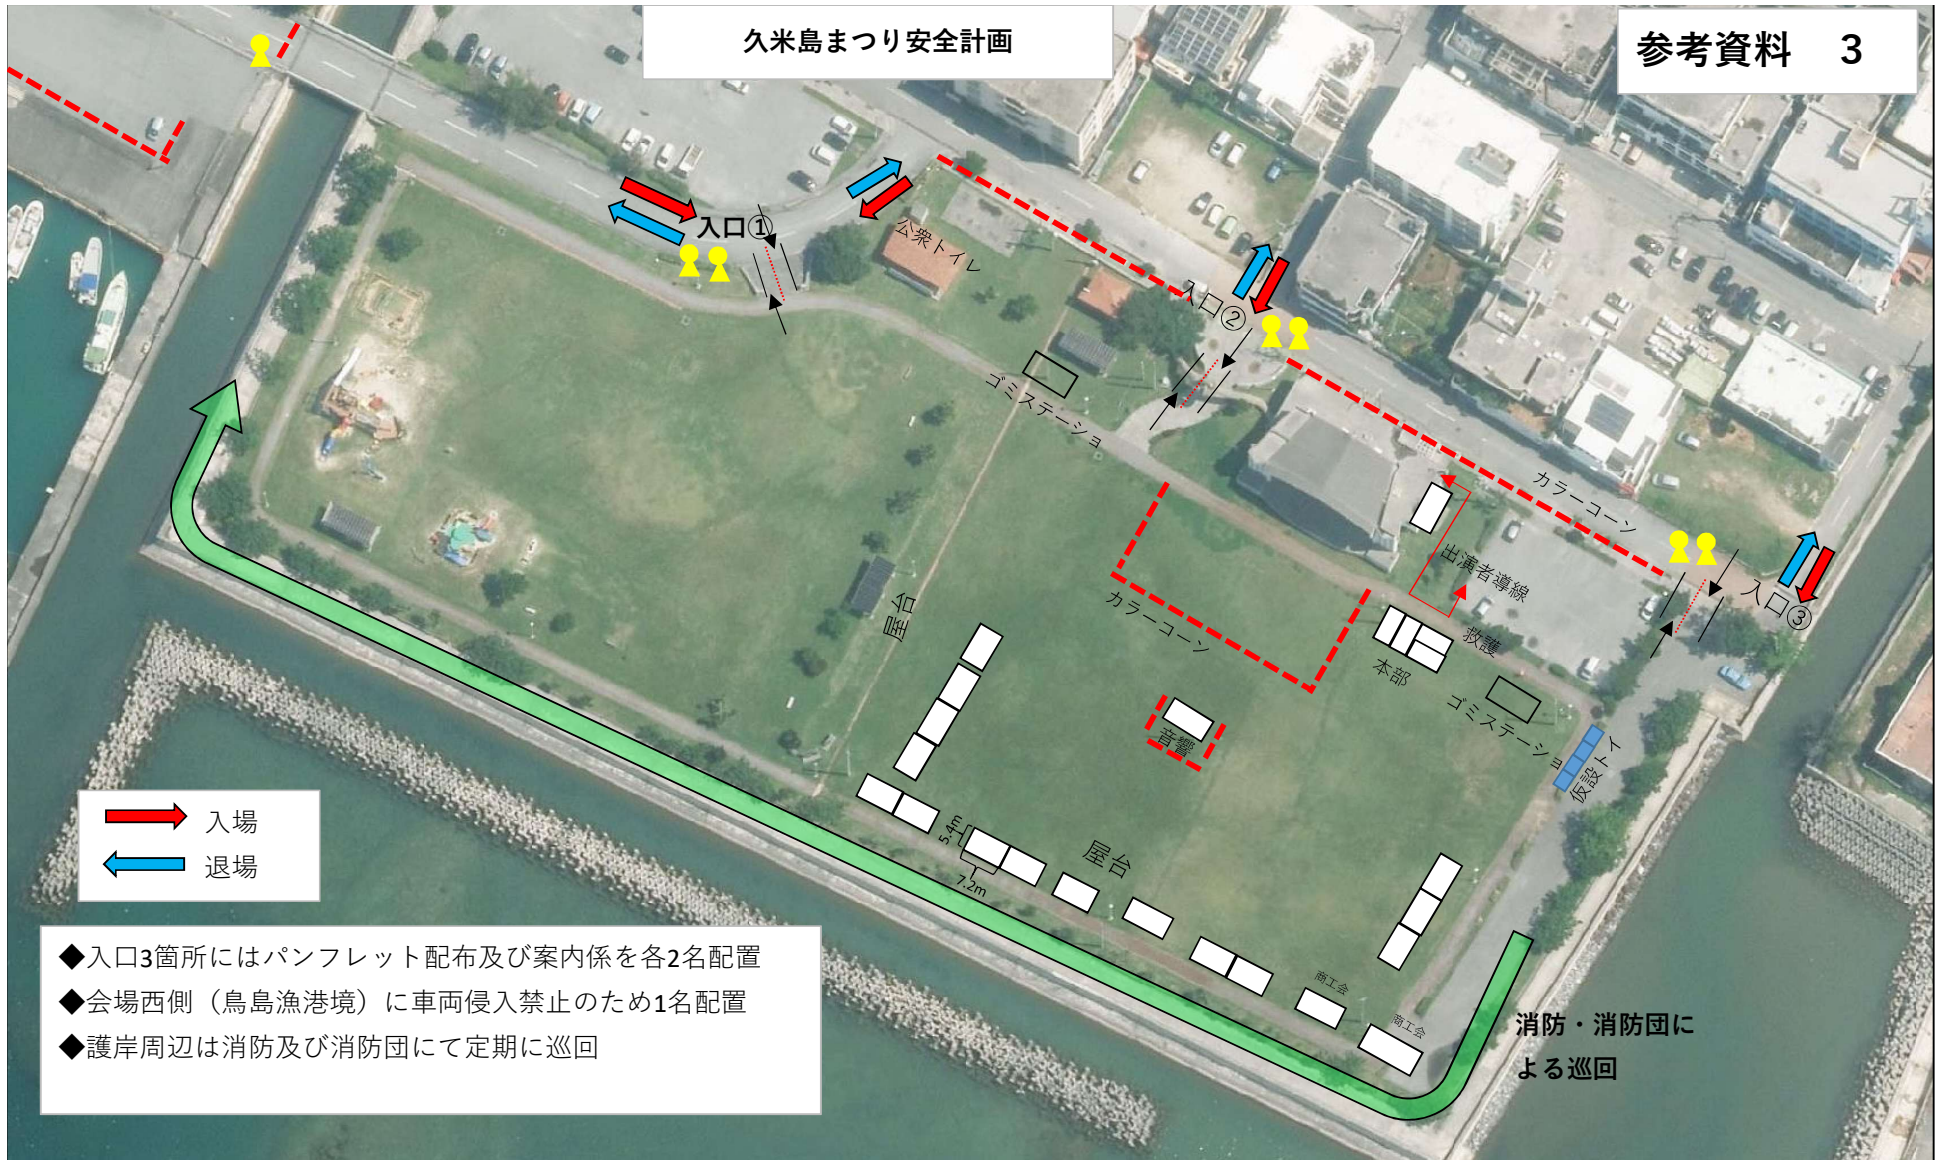 久米島まつり安全計画
参考資料 3
入口①
公衆トイレ
入口②
ゴミステーショ
カラーコーン
出演者導線
入口③
屋台
カラーコーン
救護
本部
ゴミステーショ
音響
仮設トイ
5.4m
7.2m
屋台
商工会
商工会
入場
退場
◆入口3箇所にはパンフレット配布及び案内係を各2名配置
◆会場西側（鳥島漁港境）に車両侵入禁止のため1名配置
◆護岸周辺は消防及び消防団にて定期に巡回
消防・消防団に
よる巡回